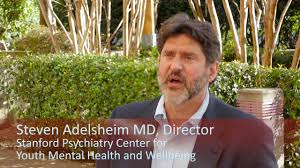 Steven Adelsheim MD, Director
Stanford Psychiatry Center for
Youth Mental Health and Wellbeing